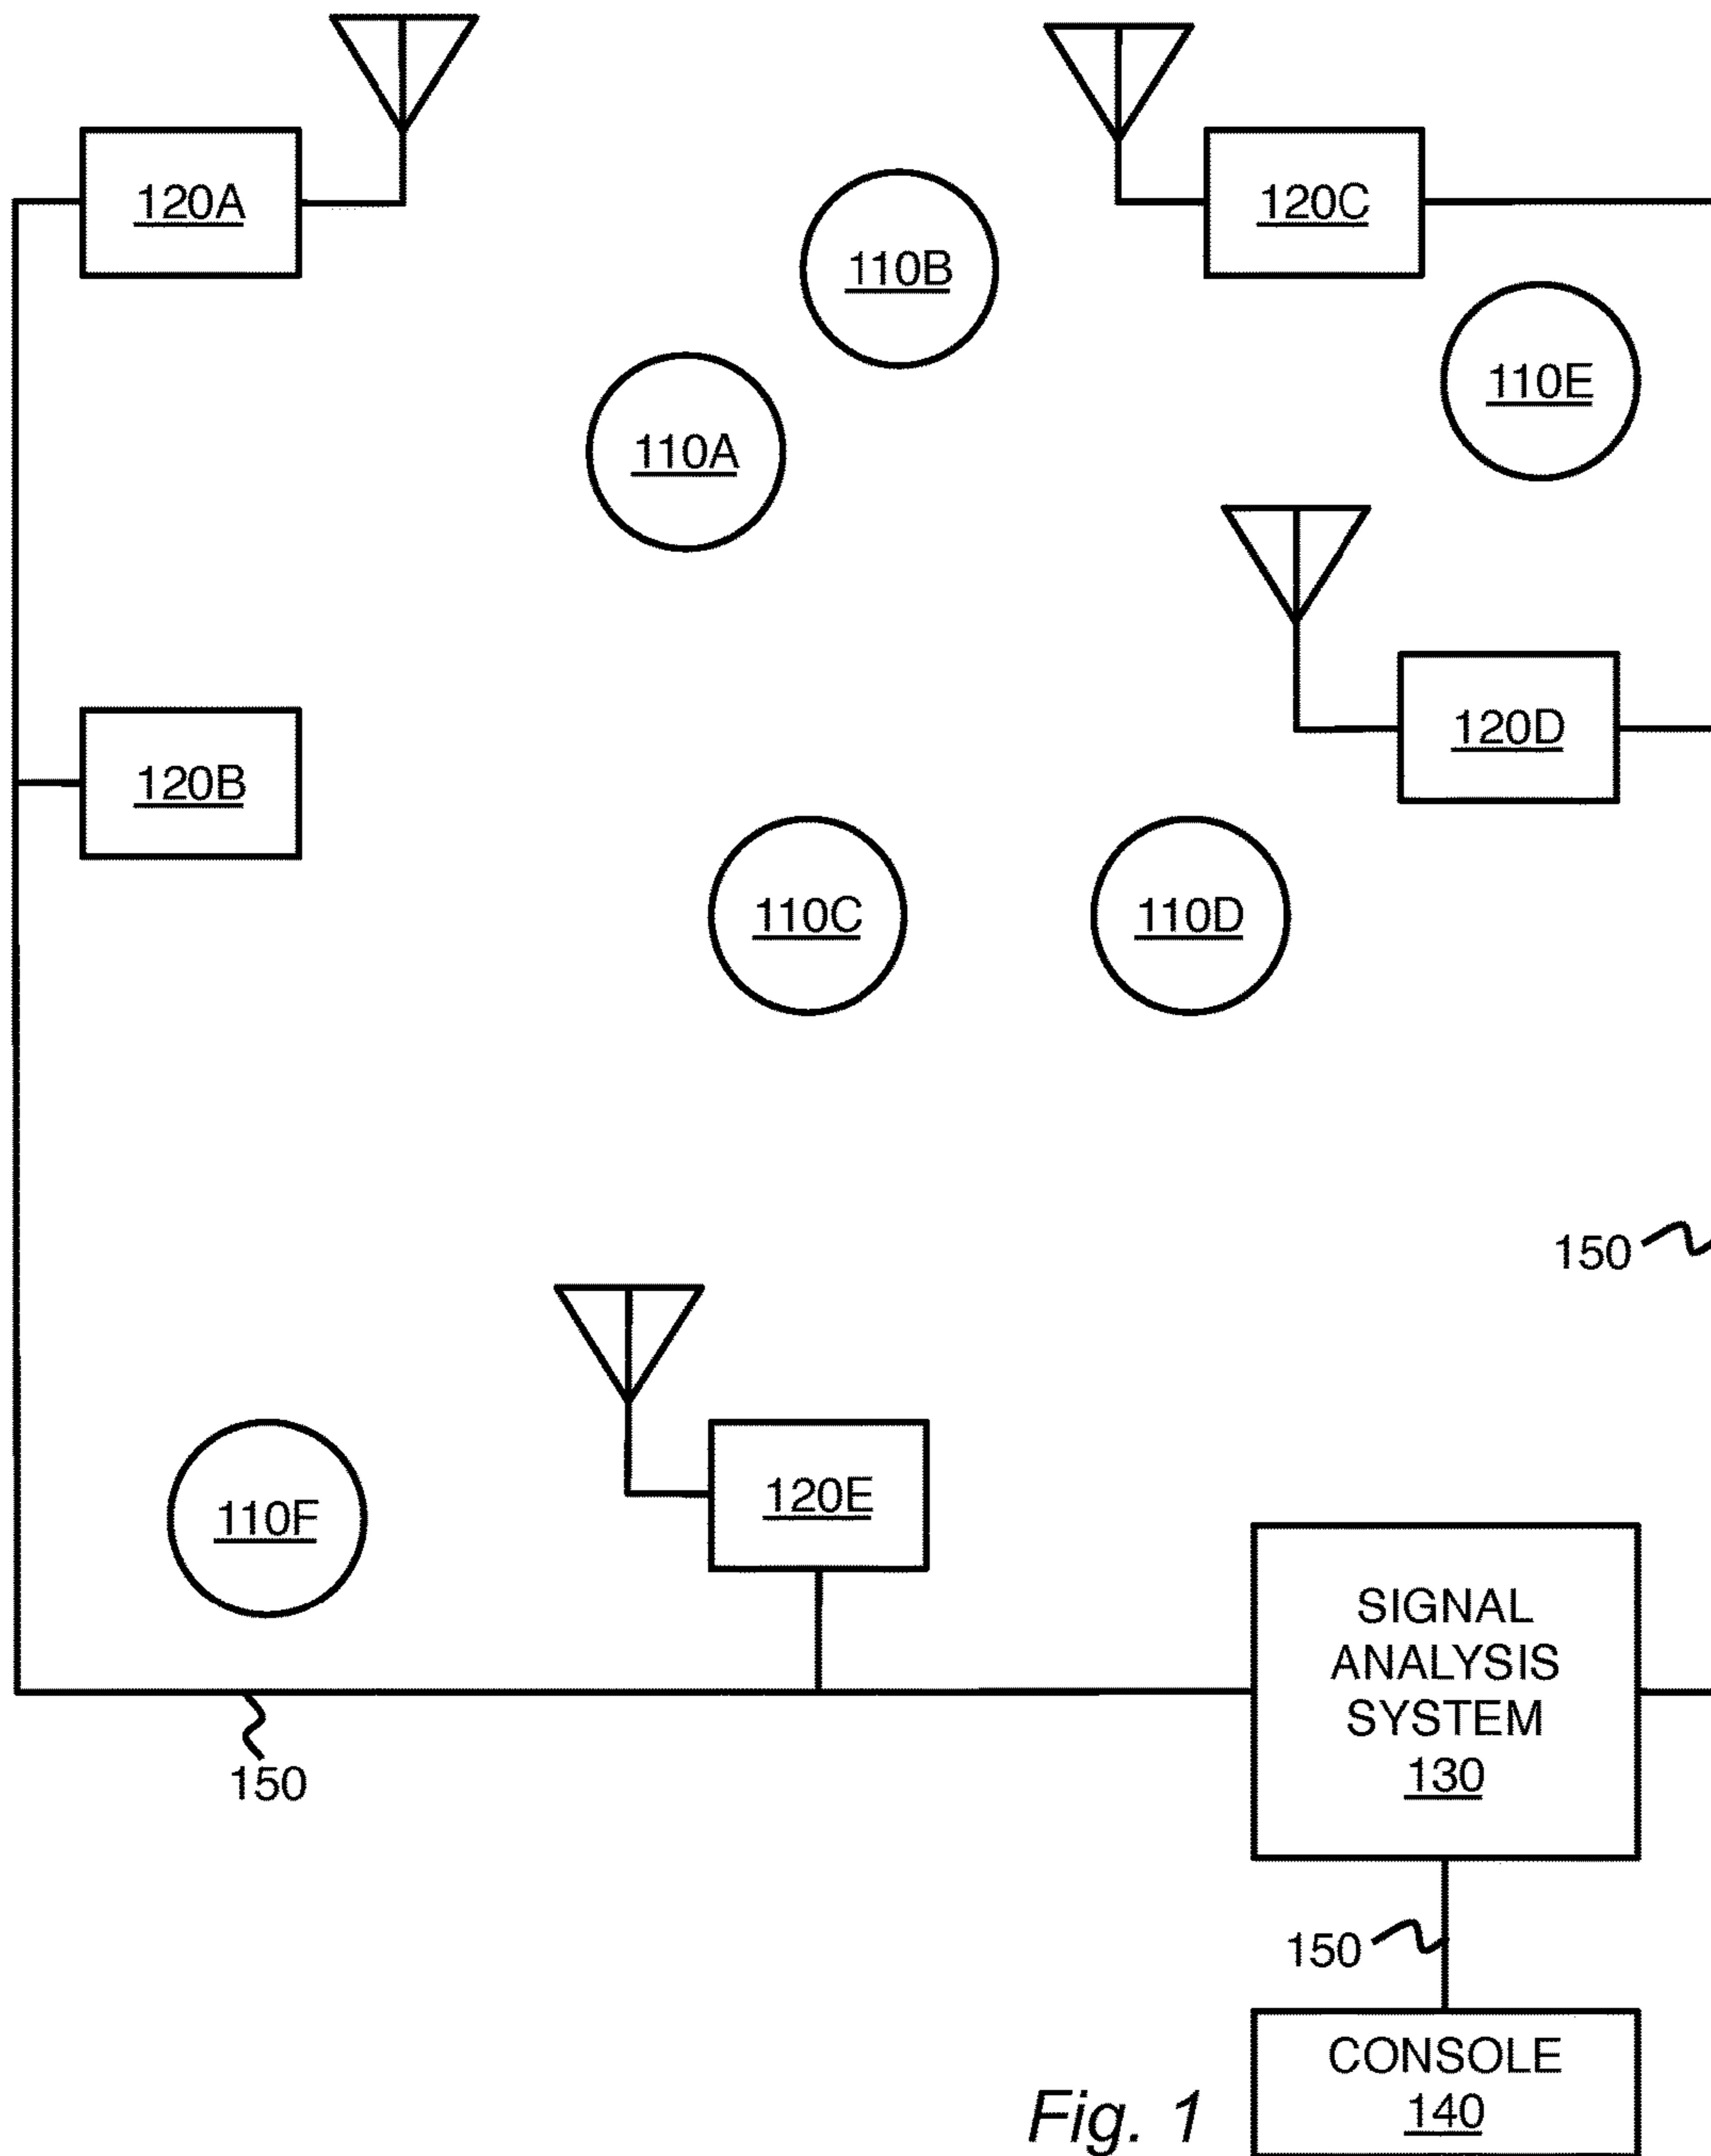 120A
120C
110B
110E
110A
120D
120B
110C
110D
150
120E
110F
SIGNAL
ANALYSIS
SYSTEM
130
150
150
CONSOLE
140
Fig. 1